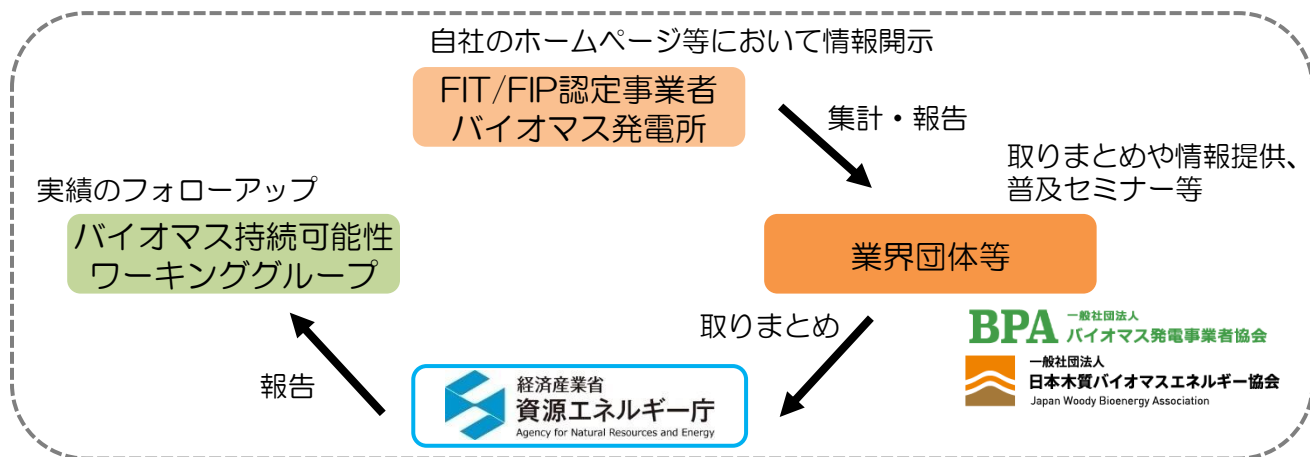 自社のホームページ等において情報開示
FIT/FIP認定事業者
バイオマス発電所
集計・報告
取りまとめや情報提供、
普及セミナー等
実績のフォローアップ
バイオマス持続可能性
ワーキンググループ
業界団体等
取りまとめ
報告
BPA
一般社団法人
バイオマス発電事業者協会
一般社団法人
日本木質バイオマスエネルギー協会
Japan Woody Bioenergy Association
経済産業省
資源エネルギー庁
Agency for Natural Resources and Energy